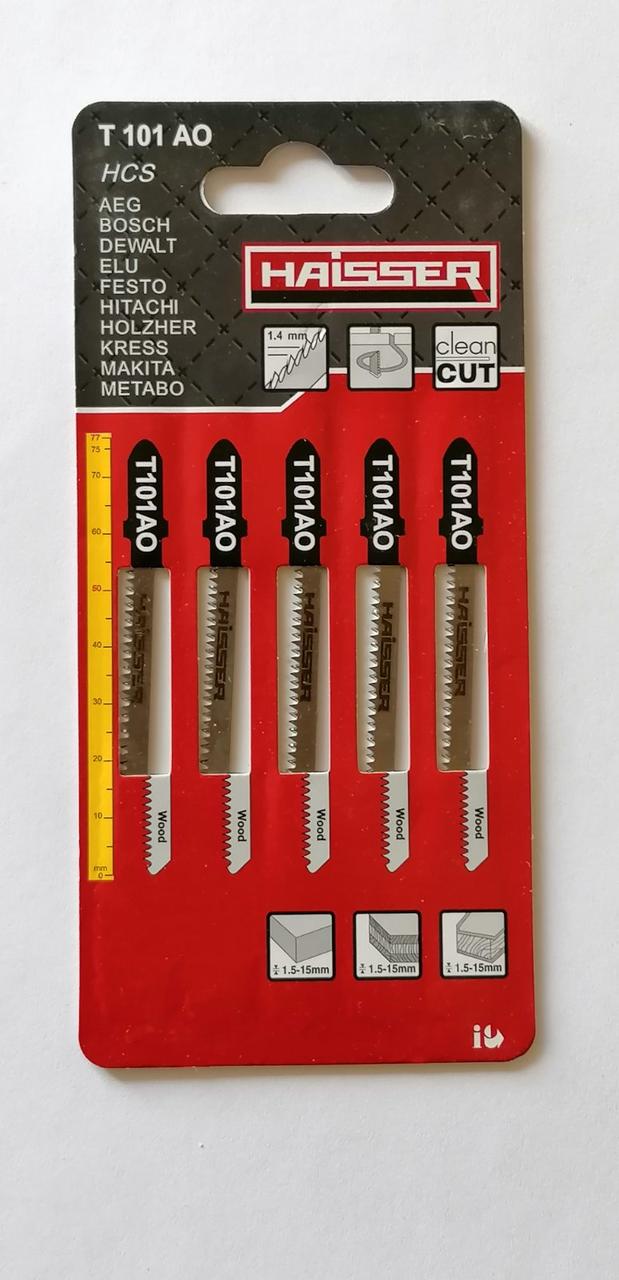 T 101 AO
HCS
AEG
BOSCH
DEWALT
ELU
FESTO
HITACHI
HOLZHER
KRESS
MAKITA
METABO
HAISSER
1.4 mm
clean
CUT
77
75
70
60
50
40
30
20
10
mm
0
T101AO
T101AO
T101AO
T101AO
T101AO
HAISSER
HAISSER
HAISSER
HAISSER
HAISSER
Wood
Wood
Wood
Wood
Wood
1.5-15mm
1.5-15mm
1.5-15mm